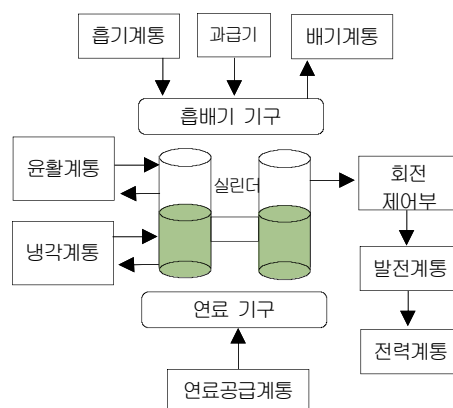 흡기계통
과급기
배기계통
흡배기 기구
윤활계통
실린더
회전
제어부
냉각계통
발전계통
연료 기구
전력계통
연료공급계통